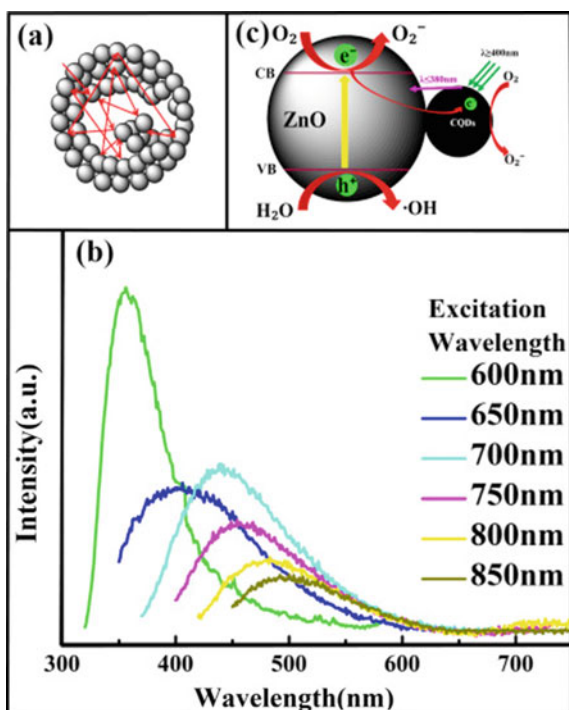 (a)
(c)
O₂
O₂⁻
e⁻
λ≥400nm
CB
λ≤380nm
O₂
ZnO
CQDs
VB
h⁺
O₂⁻
H₂O
·OH
(b)
Excitation
Wavelength
600nm
650nm
700nm
750nm
800nm
850nm
Intensity(a.u.)
300 400 500 600 700
Wavelength(nm)